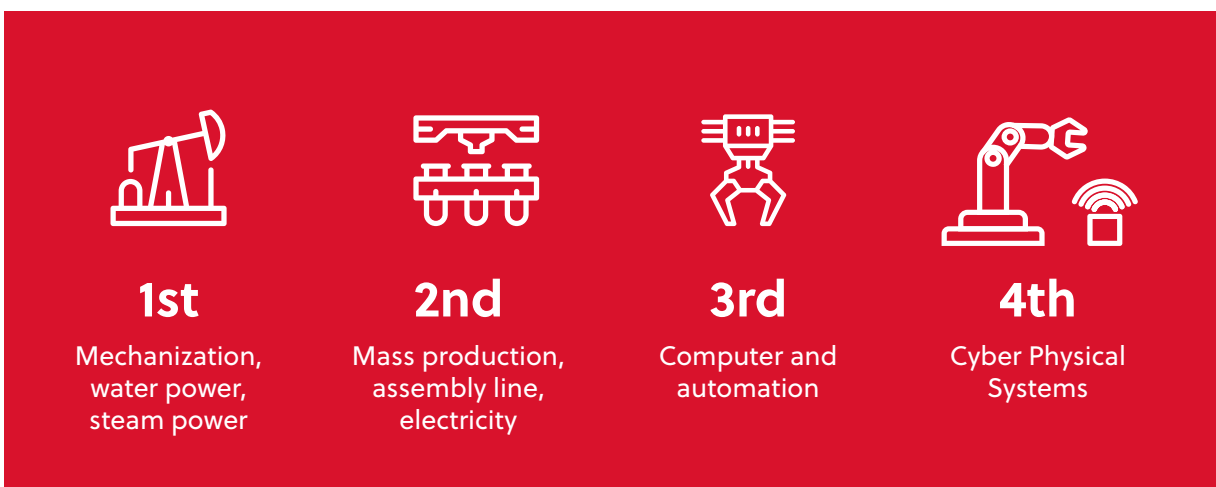 1st
Mechanization,
water power,
steam power
2nd
Mass production,
assembly line,
electricity
3rd
Computer and
automation
4th
Cyber Physical
Systems